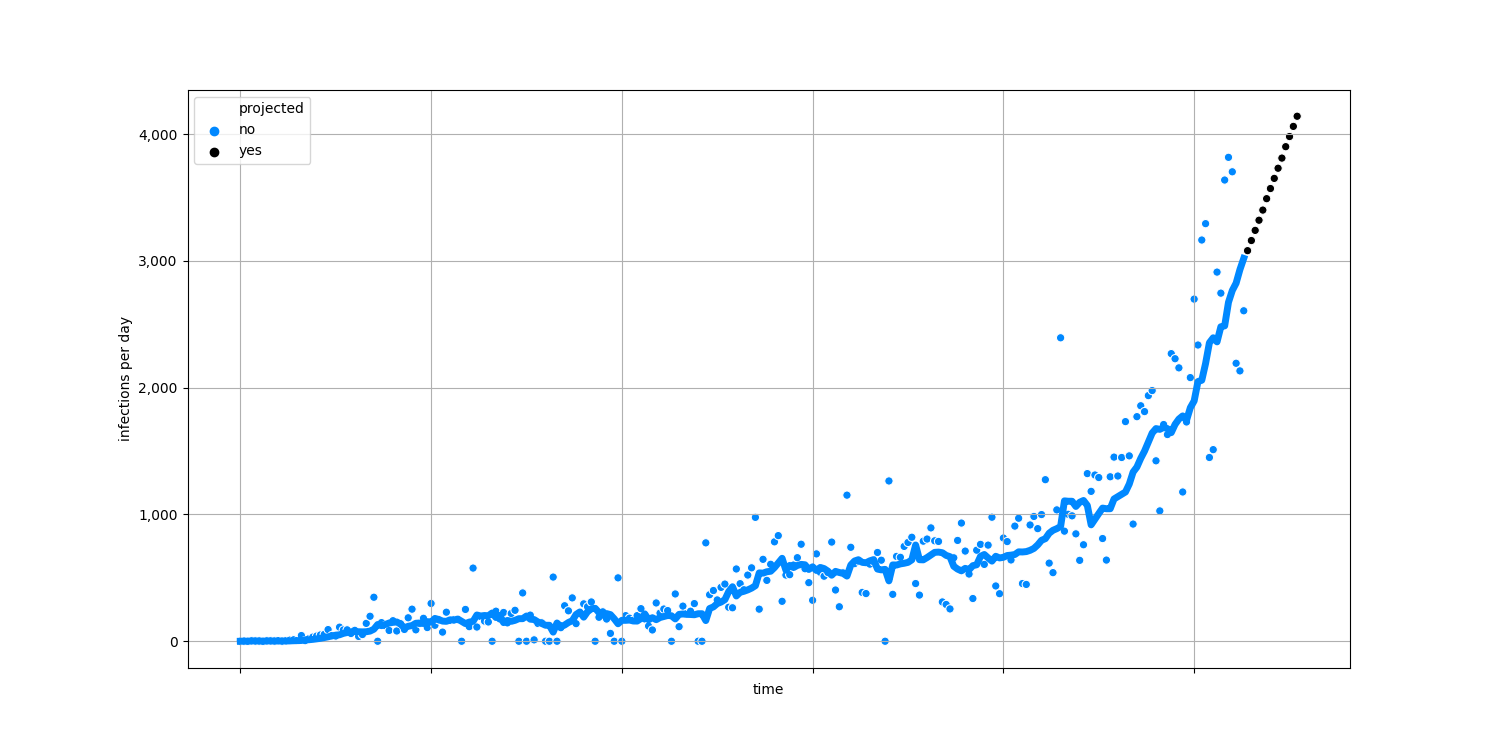 projected
no
yes
4,000
3,000
2,000
1,000
0
infections per day
time